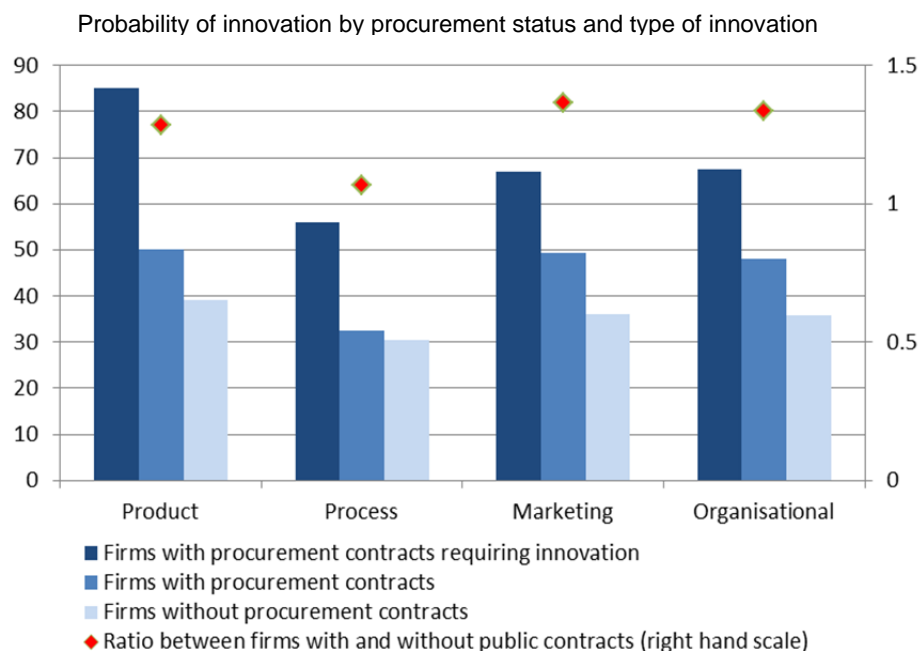 Probability of innovation by procurement status and type of innovation
90
80
70
60
50
40
30
20
10
0
1.5
1
0.5
0
Product Process Marketing Organisational
Firms with procurement contracts requiring innovation
Firms with procurement contracts
Firms without procurement contracts
Ratio between firms with and without public contracts (right hand scale)